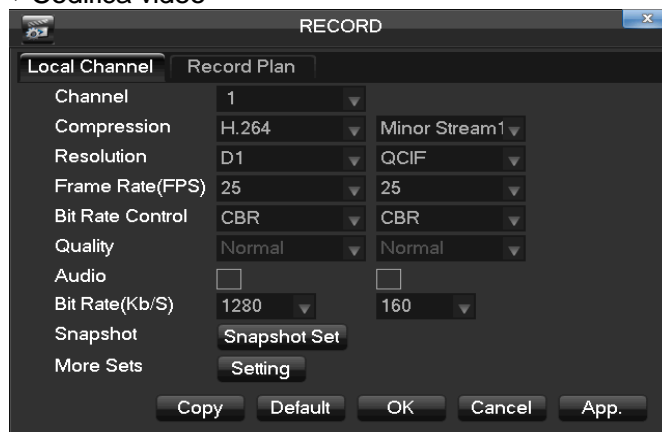 RECORD
x
Local Channel Record Plan
Channel 1
Compression H.264 Minor Stream1
Resolution D1 QCIF
Frame Rate(FPS) 25 25
Bit Rate Control CBR CBR
Quality Normal Normal
Audio
Bit Rate(Kb/S) 1280 160
Snapshot Snapshot Set
More Sets Setting
Copy Default OK Cancel App.